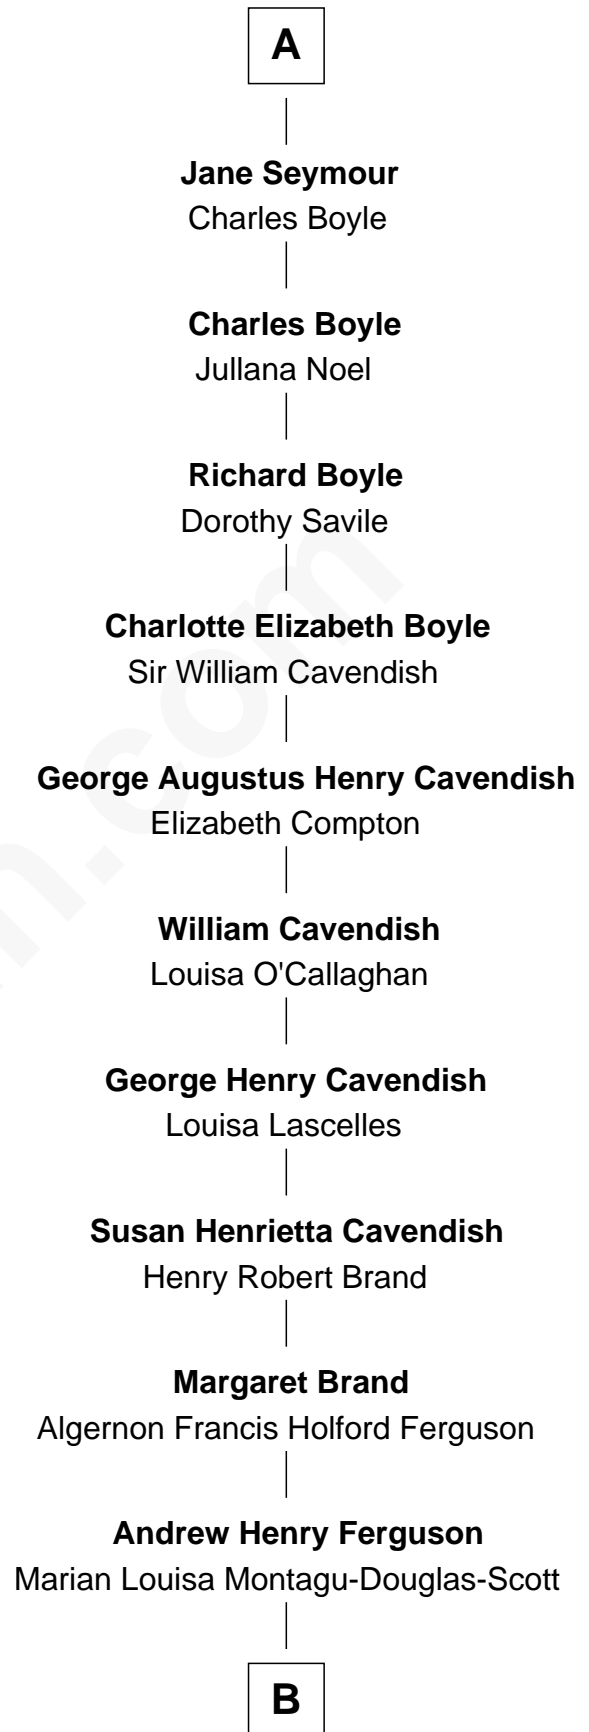 A
Jane Seymour
Charles Boyle
Charles Boyle
Jullana Noel
Richard Boyle
Dorothy Savile
Charlotte Elizabeth Boyle
Sir William Cavendish
George Augustus Henry Cavendish
Elizabeth Compton
William Cavendish
Louisa O'Callaghan
George Henry Cavendish
Louisa Lascelles
Susan Henrietta Cavendish
Henry Robert Brand
Margaret Brand
Algernon Francis Holford Ferguson
Andrew Henry Ferguson
Marian Louisa Montagu-Douglas-Scott
B